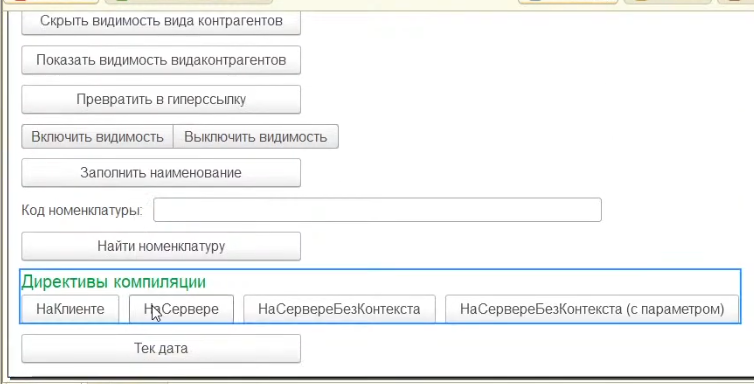 Скрыть видимость вида контрагентов
Показать видимость видаконтрагентов
Превратить в гиперссылку
Включить видимость Выключить видимость
Заполнить наименование
Код номенклатуры:
Найти номенклатуру
Директивы компиляции
НаКлиенте НаСервере НаСервереБезКонтекста НаСервереБезКонтекста (с параметром)
Тек дата